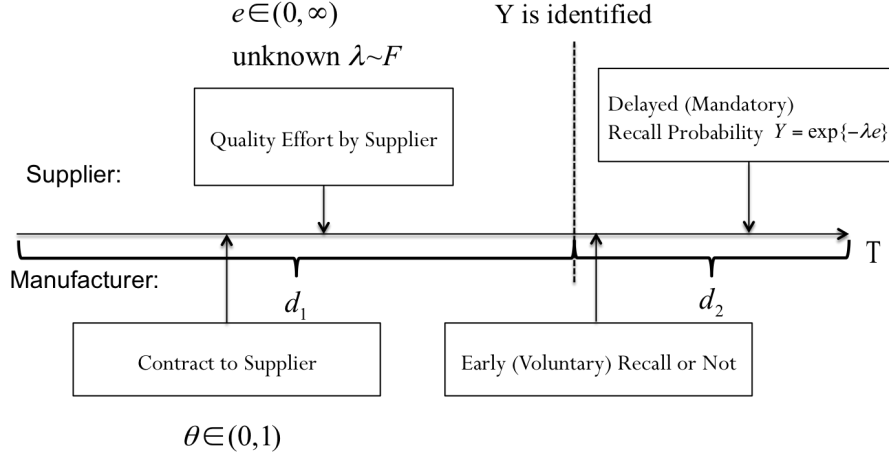 e∈(0,∞)
unknown λ~F
Y is identified
Quality Effort by Supplier
Delayed (Mandatory)
Recall Probability Y = exp{−λe}
Supplier:
T
Manufacturer:
d₁
d₂
Contract to Supplier
Early (Voluntary) Recall or Not
θ∈(0,1)